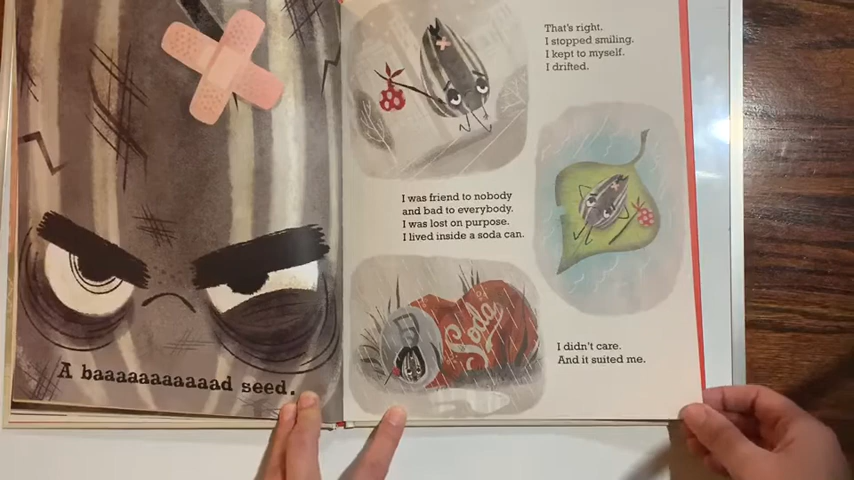 A baaaaaaaaaaad seed.
That's right.
I stopped smiling.
I kept to myself.
I drifted.
I was friend to nobody
and bad to everybody.
I was lost on purpose.
I lived inside a soda can.
Soda
I didn't care.
And it suited me.